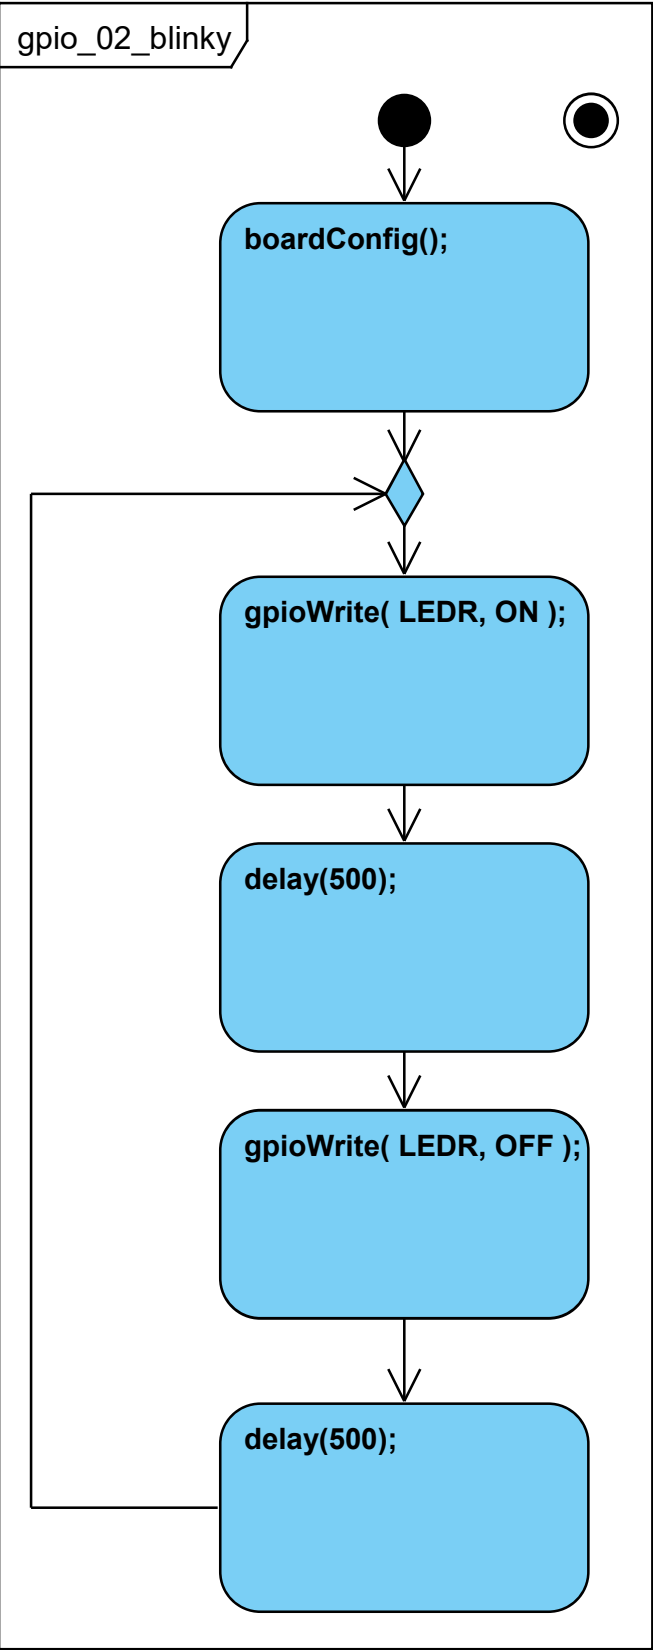 gpio_02_blinky
boardConfig();
gpioWrite( LEDR, ON );
delay(500);
gpioWrite( LEDR, OFF );
delay(500);